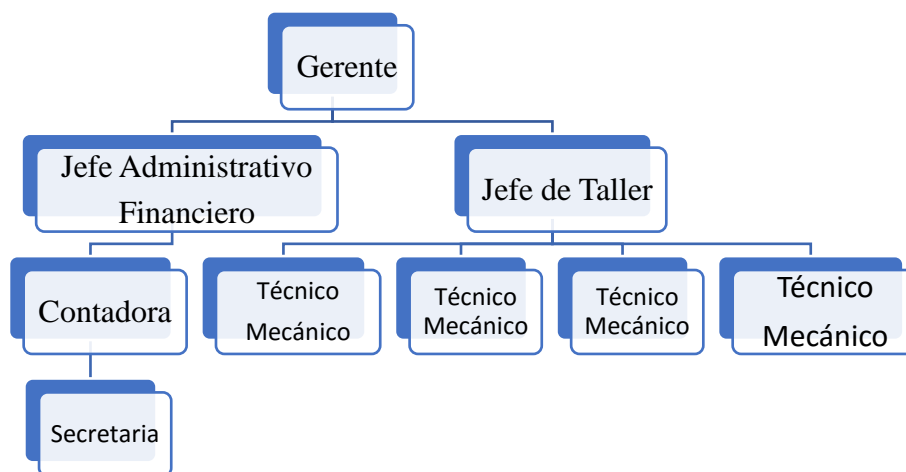 Gerente
Jefe Administrativo
Financiero
Jefe de Taller
Contadora
Técnico
Mecánico
Técnico
Mecánico
Técnico
Mecánico
Técnico
Mecánico
Secretaria